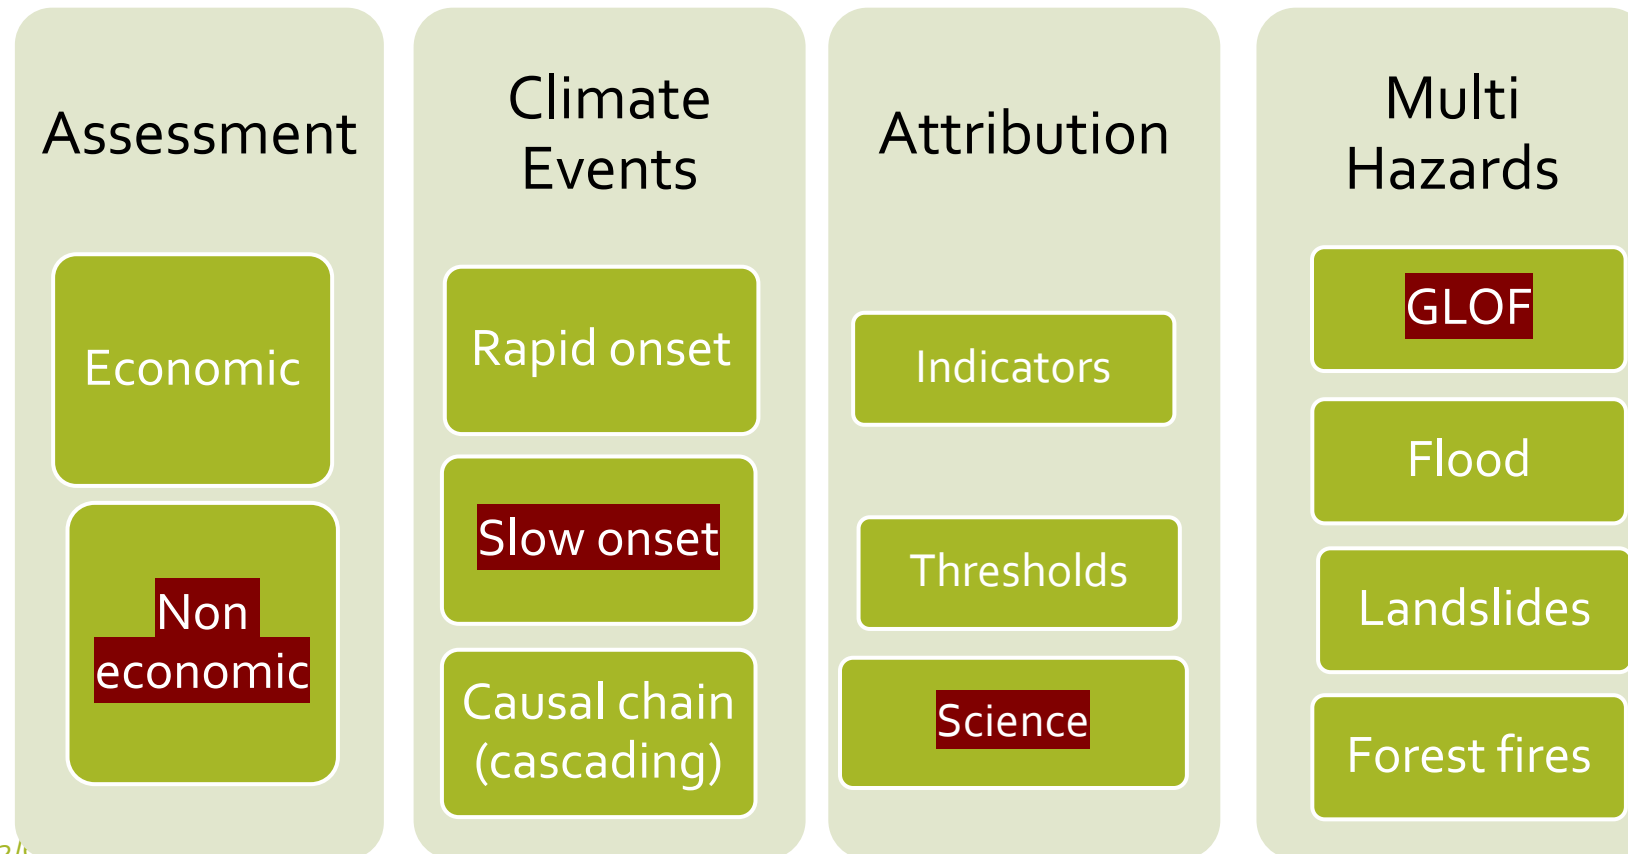 Assessment
Economic
Non
economic
Climate
Events
Rapid onset
Slow onset
Causal chain
(cascading)
Attribution
Indicators
Thresholds
Science
Multi
Hazards
GLOF
Flood
Landslides
Forest fires